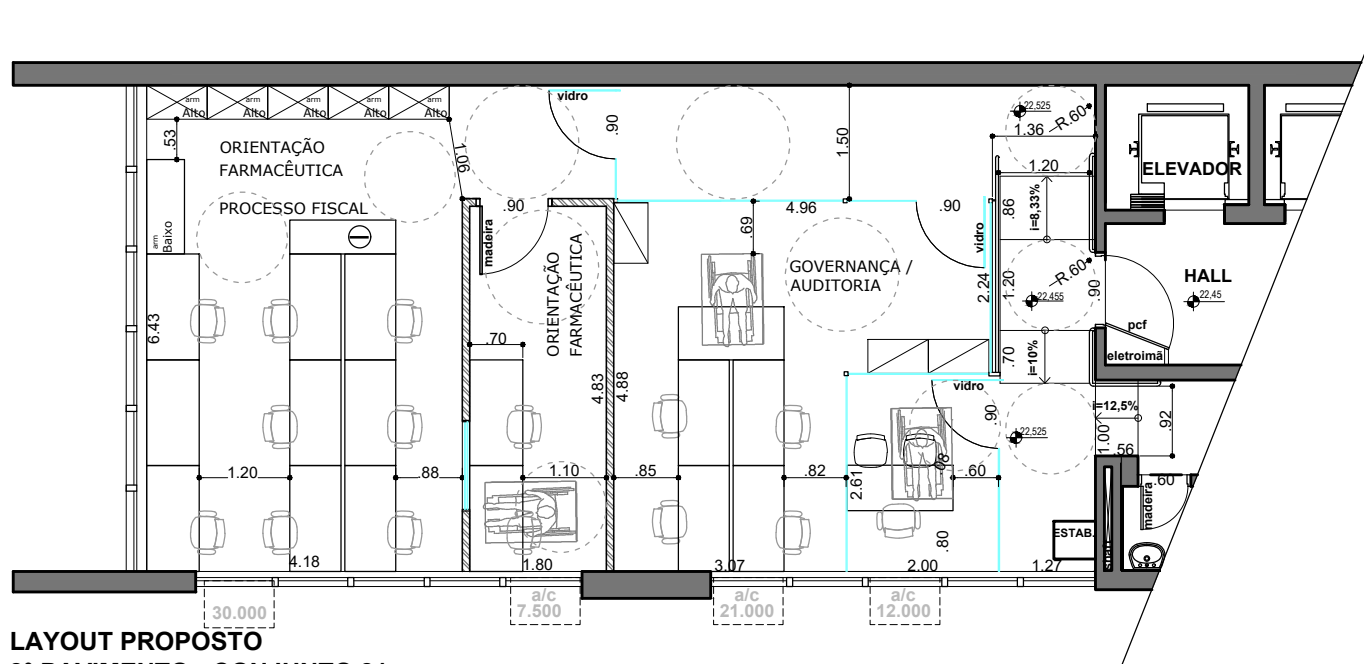 vidro
arm
Alto
arm
Alto
arm
Alto
arm
Alto
arm
Alto
.53
ORIENTAÇÃO
FARMACÊUTICA
PROCESSO FISCAL
1.06
.90
1.50
22,525
R.60
1.36
1.20
ELEVADOR
arm
Baixo
.90
madeira
ORIENTAÇÃO
FARMACÊUTICA
.69
4.96
.90
vidro
GOVERNANÇA /
AUDITORIA
.86
i=8,33%
2.24
1.20
R.60
22,455
.90
HALL
22,45
pcf
eletroimã
6.43
.70
4.83
4.88
.70
i=10%
vidro
.90
i=12,5%
.92
22,525
1.00
.56
1.20
.88
1.10
.85
.82
2.61
.80
.60
.60
madeira
.80
ESTAB.
4.18
1.80
3.07
2.00
1.27
30.000
a/c
7.500
a/c
21.000
a/c
12.000
LAYOUT PROPOSTO